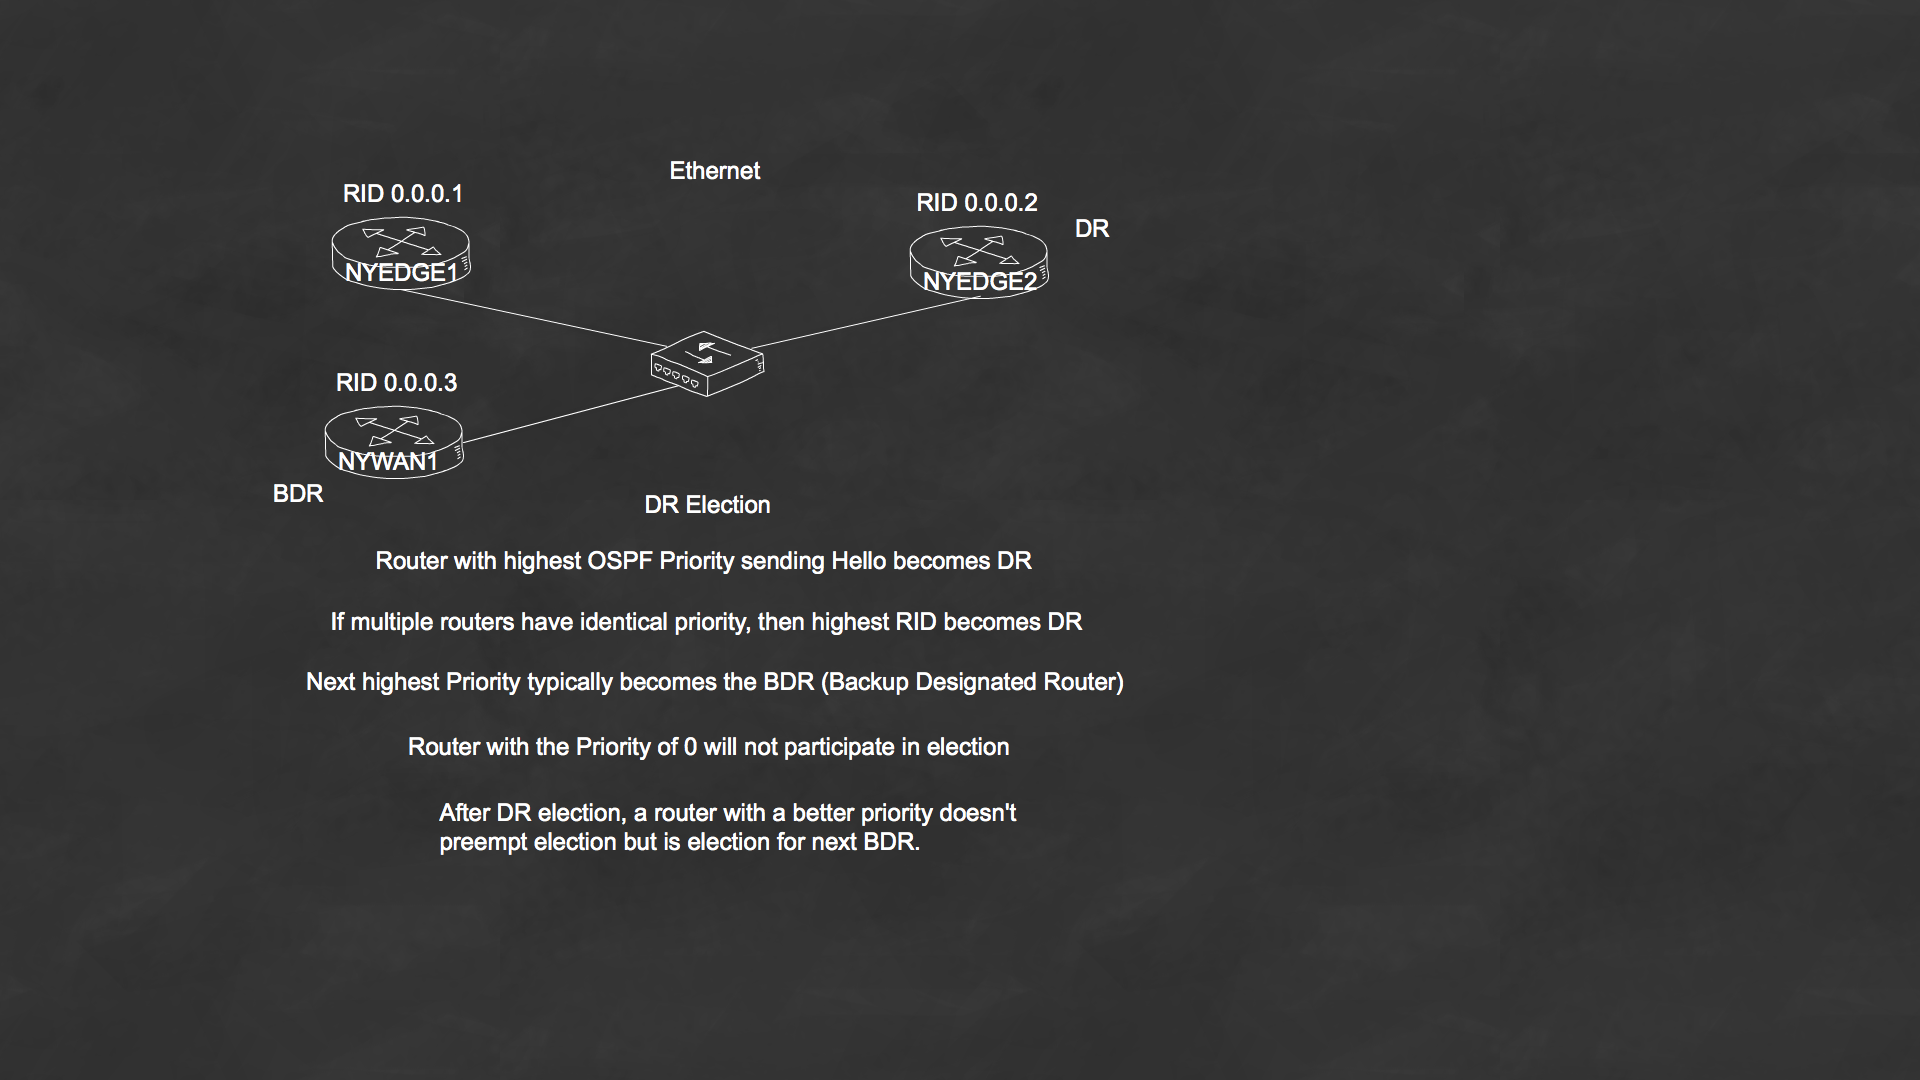 Ethernet
RID 0.0.0.1
RID 0.0.0.2
DR
NYEDGE1
NYEDGE2
RID 0.0.0.3
NYWAN1
BDR
DR Election
Router with highest OSPF Priority sending Hello becomes DR
If multiple routers have identical priority, then highest RID becomes DR
Next highest Priority typically becomes the BDR (Backup Designated Router)
Router with the Priority of 0 will not participate in election
After DR election, a router with a better priority doesn't
preempt election but is election for next BDR.